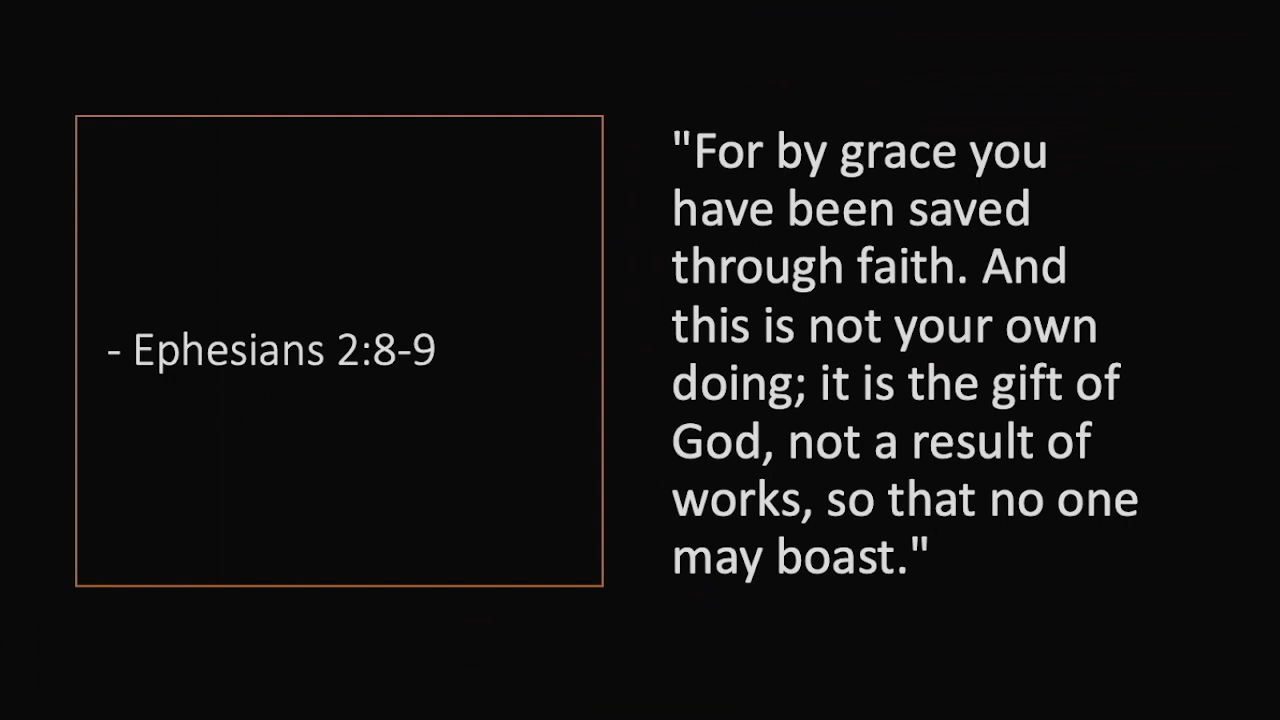 - Ephesians 2:8-9
"For by grace you
have been saved
through faith. And
this is not your own
doing; it is the gift of
God, not a result of
works, so that no one
may boast."